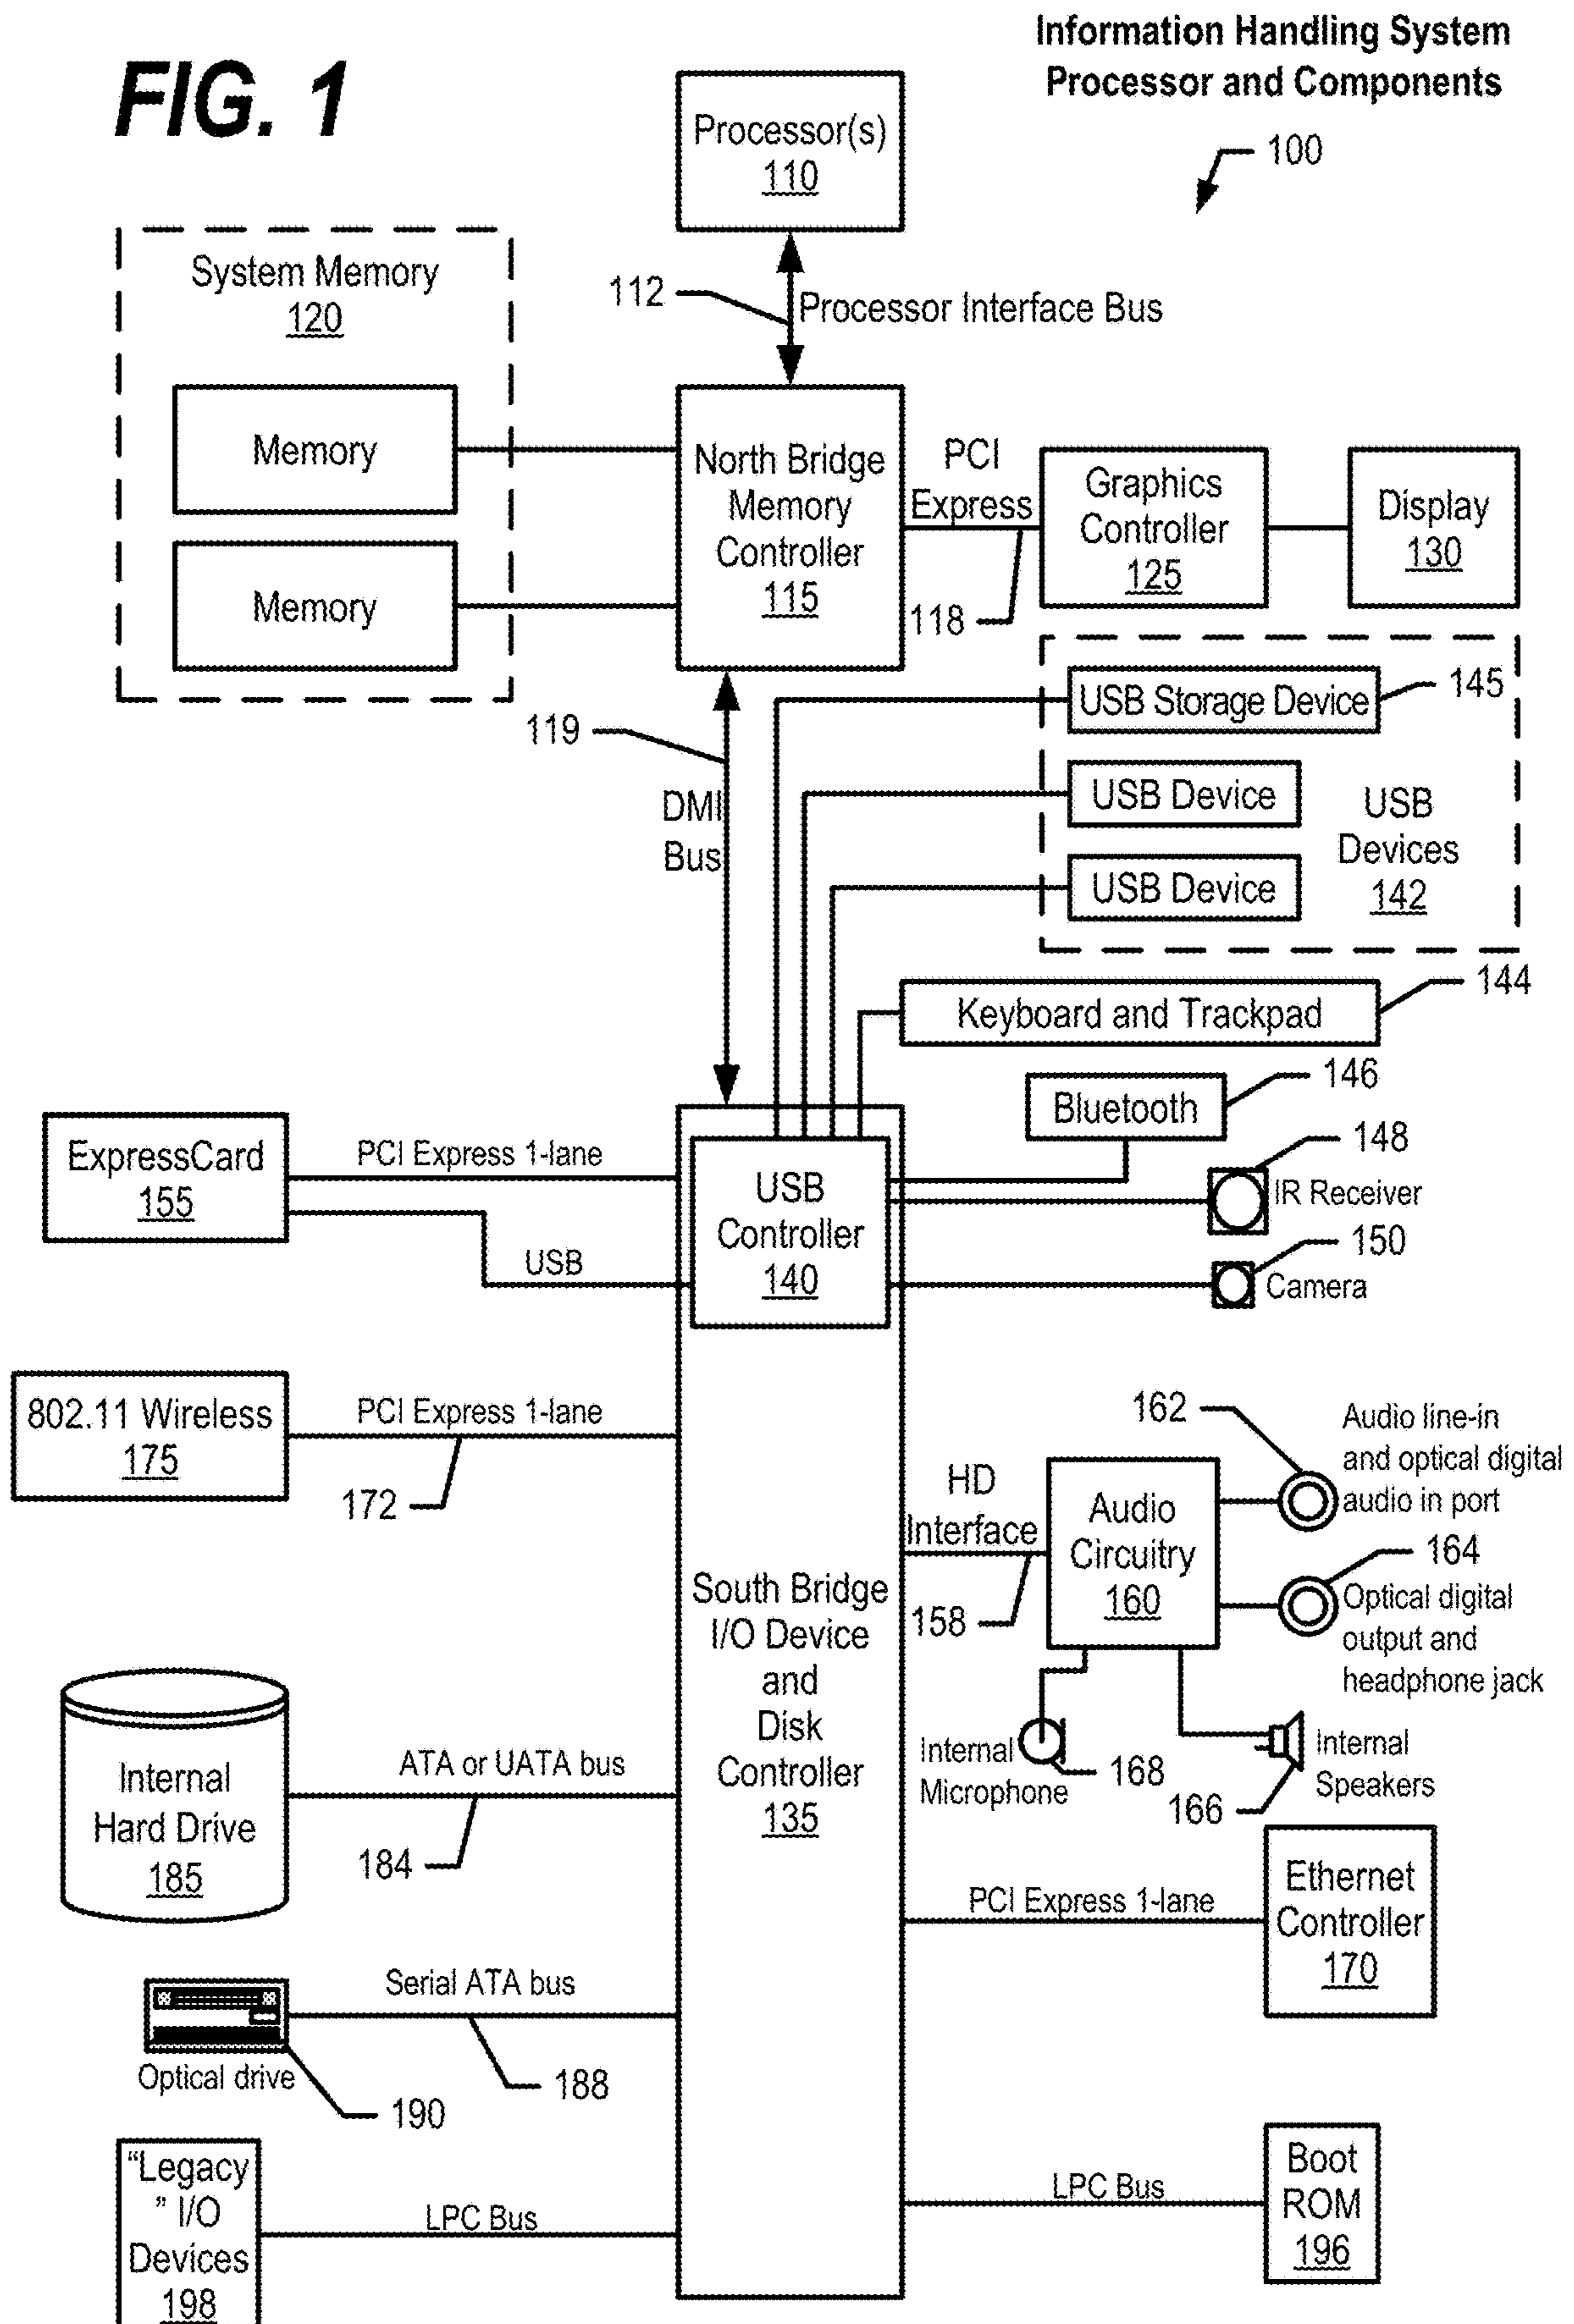 Information Handling System
Processor and Components
FIG. 1
100
Processor(s)
110
112
Processor Interface Bus
System Memory
120
Memory
Memory
North Bridge
Memory
Controller
115
PCI
Express
118
Graphics
Controller
125
Display
130
119
DMI
Bus
USB Storage Device
145
USB Device
USB Device
USB
Devices
142
Keyboard and Trackpad
144
Bluetooth
146
148
IR Receiver
150
Camera
ExpressCard
155
PCI Express 1-lane
USB
USB
Controller
140
802.11 Wireless
175
PCI Express 1-lane
172
HD
Interface
158
Audio
Circuitry
160
162
Audio line-in
and optical digital
audio in port
164
Optical digital
output and
headphone jack
Internal
Microphone
168
166
Internal
Speakers
South Bridge
I/O Device
and
Disk
Controller
135
Internal
Hard Drive
185
ATA or UATA bus
184
PCI Express 1-lane
Ethernet
Controller
170
Optical drive
190
Serial ATA bus
188
“Legacy
” I/O
Devices
198
LPC Bus
LPC Bus
Boot
ROM
196